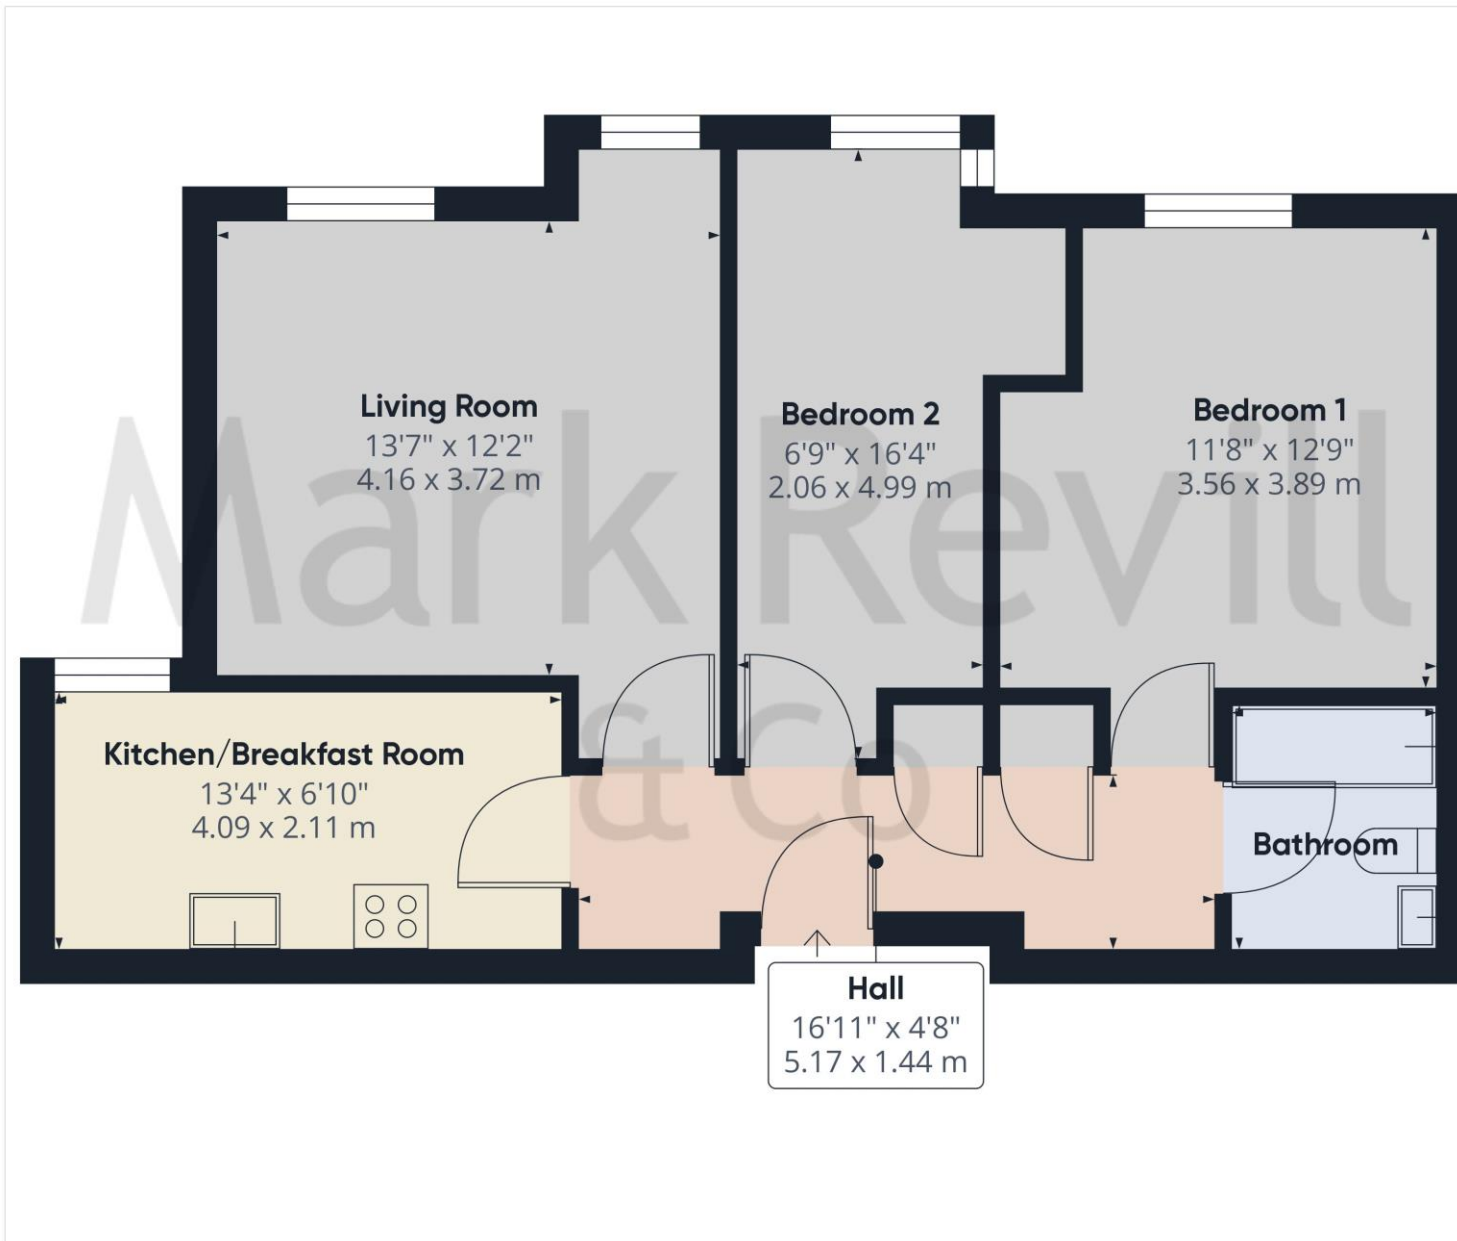 Living Room
13'7" x 12'2"
4.16 x 3.72 m
Bedroom 2
6'9" x 16'4"
2.06 x 4.99 m
Bedroom 1
11'8" x 12'9"
3.56 x 3.89 m
Mark Revill
& Co
Kitchen/Breakfast Room
13'4" x 6'10"
4.09 x 2.11 m
Bathroom
Hall
16'11" x 4'8"
5.17 x 1.44 m